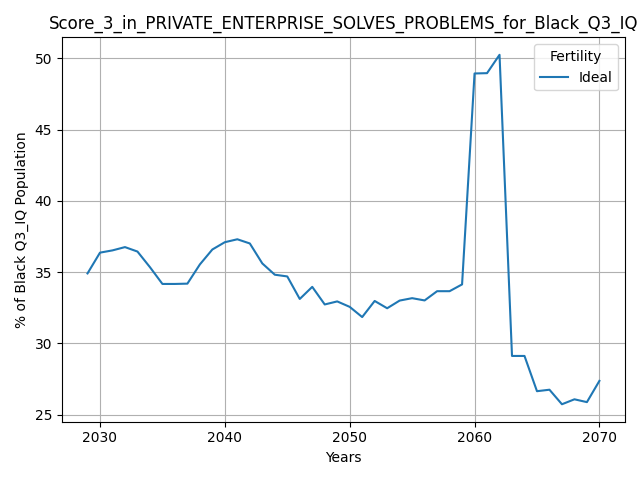 Score_3_in_PRIVATE_ENTERPRISE_SOLVES_PROBLEMS_for_Black_Q3_IQ
Fertility
Ideal
50
45
40
35
30
25
% of Black Q3_IQ Population
2030
2040
2050
2060
2070
Years